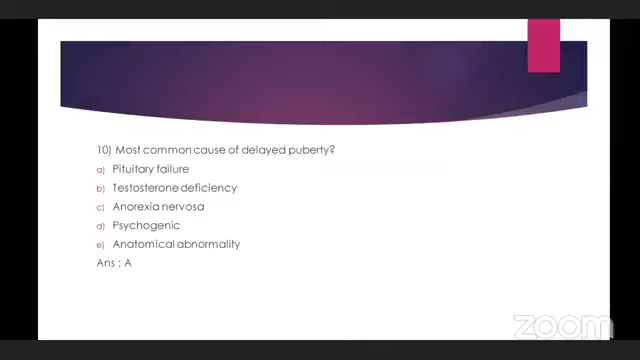 10) Most common cause of delayed puberty?
a) Pituitary failure
b) Testosterone deficiency
c) Anorexia nervosa
d) Psychogenic
e) Anatomical abnormality
Ans : A
zoom